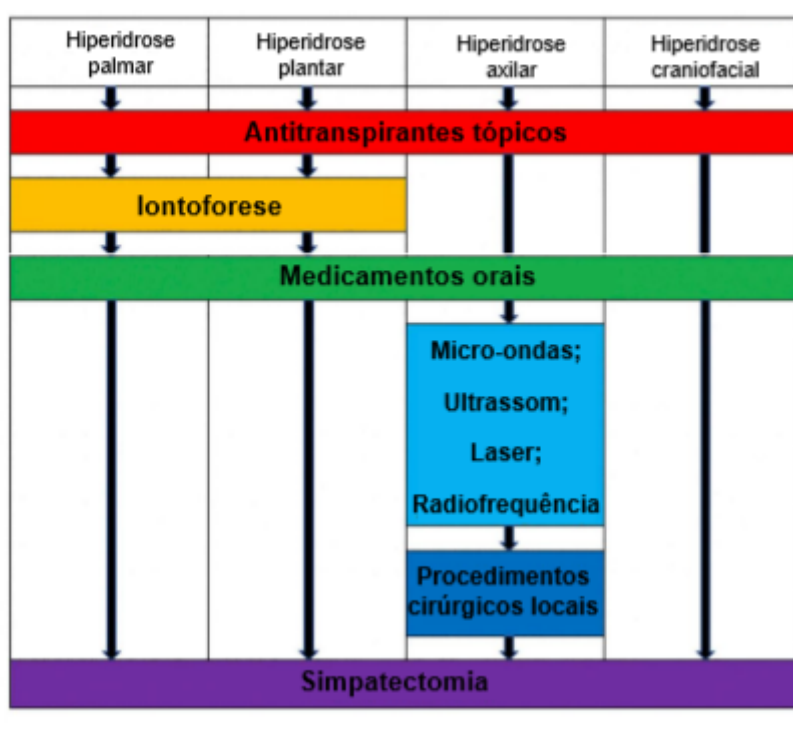 Hiperidrose
palmar
Hiperidrose
plantar
Hiperidrose
axilar
Hiperidrose
craniofacial
Antitranspirantes tópicos
Iontoforese
Medicamentos orais
Micro-ondas;
Ultrassom;
Laser;
Radiofrequência
Procedimentos
cirúrgicos locais
Simpatectomia